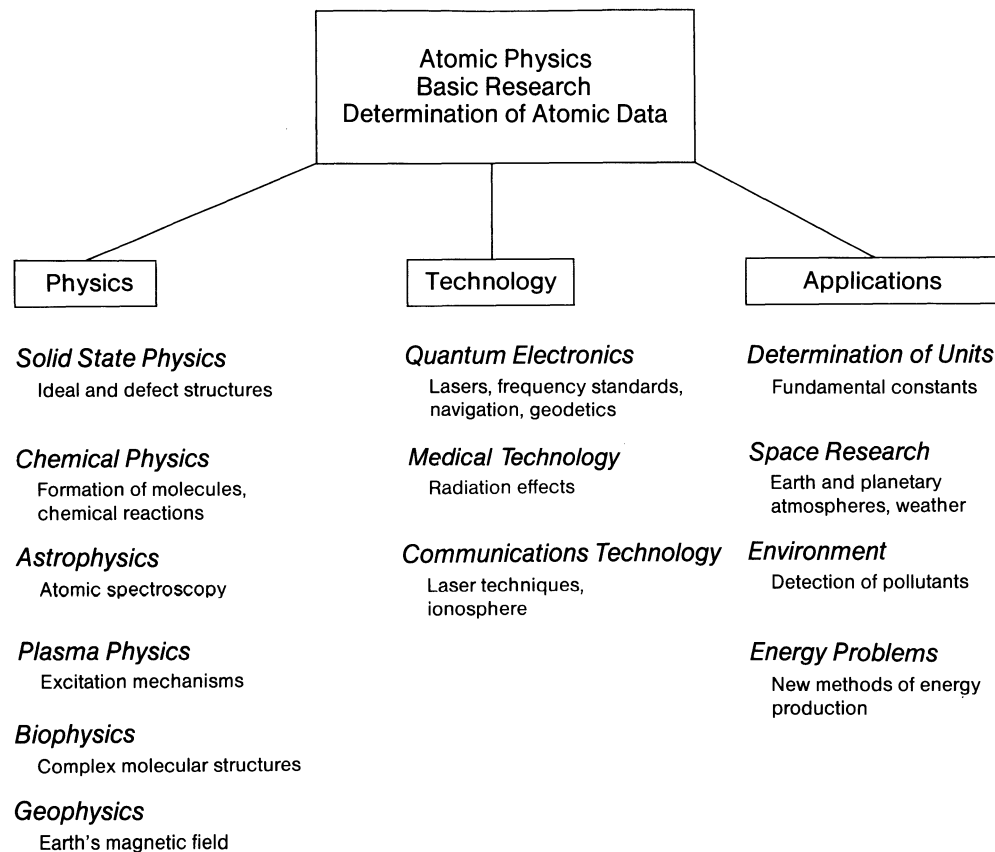 Atomic Physics
Basic Research
Determination of Atomic Data
Physics
Solid State Physics
Ideal and defect structures
Chemical Physics
Formation of molecules,
chemical reactions
Astrophysics
Atomic spectroscopy
Plasma Physics
Excitation mechanisms
Biophysics
Complex molecular structures
Geophysics
Earth's magnetic field
Technology
Quantum Electronics
Lasers, frequency standards,
navigation, geodetics
Medical Technology
Radiation effects
Communications Technology
Laser techniques,
ionosphere
Applications
Determination of Units
Fundamental constants
Space Research
Earth and planetary
atmospheres, weather
Environment
Detection of pollutants
Energy Problems
New methods of energy
production